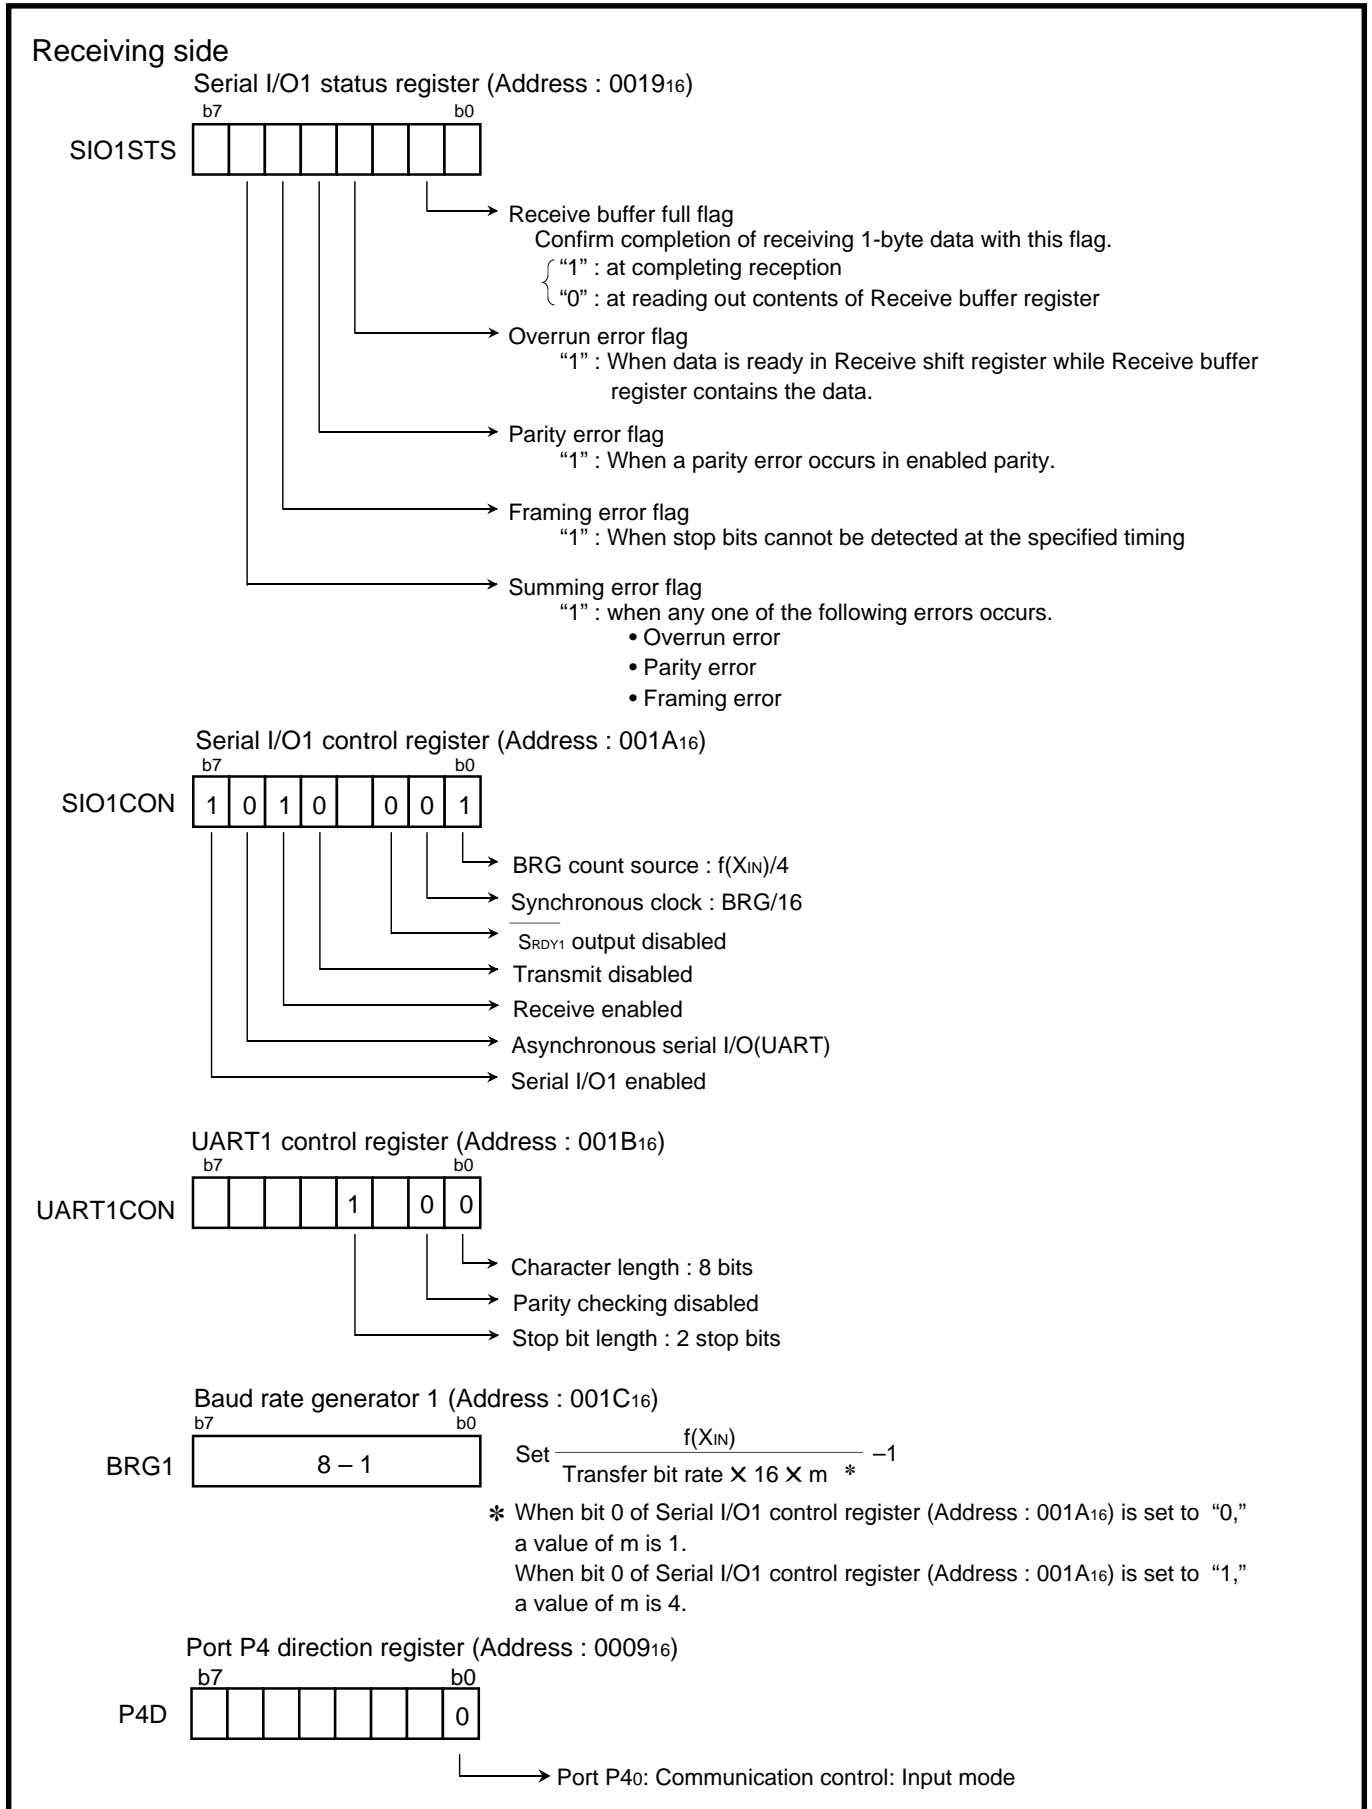 Receiving side
Serial I/O1 status register (Address : 0019₁₆)
b7 b0
SIO1STS
Receive buffer full flag
Confirm completion of receiving 1-byte data with this flag.
“1” : at completing reception
“0” : at reading out contents of Receive buffer register
Overrun error flag
“1” : When data is ready in Receive shift register while Receive buffer
register contains the data.
Parity error flag
“1” : When a parity error occurs in enabled parity.
Framing error flag
“1” : When stop bits cannot be detected at the specified timing
Summing error flag
“1” : when any one of the following errors occurs.
• Overrun error
• Parity error
• Framing error
Serial I/O1 control register (Address : 001A₁₆)
b7 b0
SIO1CON 1 0 1 0 0 0 1
BRG count source : f(XIN)/4
Synchronous clock : BRG/16
SRDY1 output disabled
Transmit disabled
Receive enabled
Asynchronous serial I/O(UART)
Serial I/O1 enabled
UART1 control register (Address : 001B₁₆)
b7 b0
UART1CON 1 0 0
Character length : 8 bits
Parity checking disabled
Stop bit length : 2 stop bits
Baud rate generator 1 (Address : 001C₁₆)
b7 b0
BRG1 8 – 1
Set f(XIN) –1
Transfer bit rate ✕ 16 ✕ m *
* When bit 0 of Serial I/O1 control register (Address : 001A₁₆) is set to “0,”
a value of m is 1.
When bit 0 of Serial I/O1 control register (Address : 001A₁₆) is set to “1,”
a value of m is 4.
Port P4 direction register (Address : 0009₁₆)
b7 b0
P4D 0
Port P4₀: Communication control: Input mode